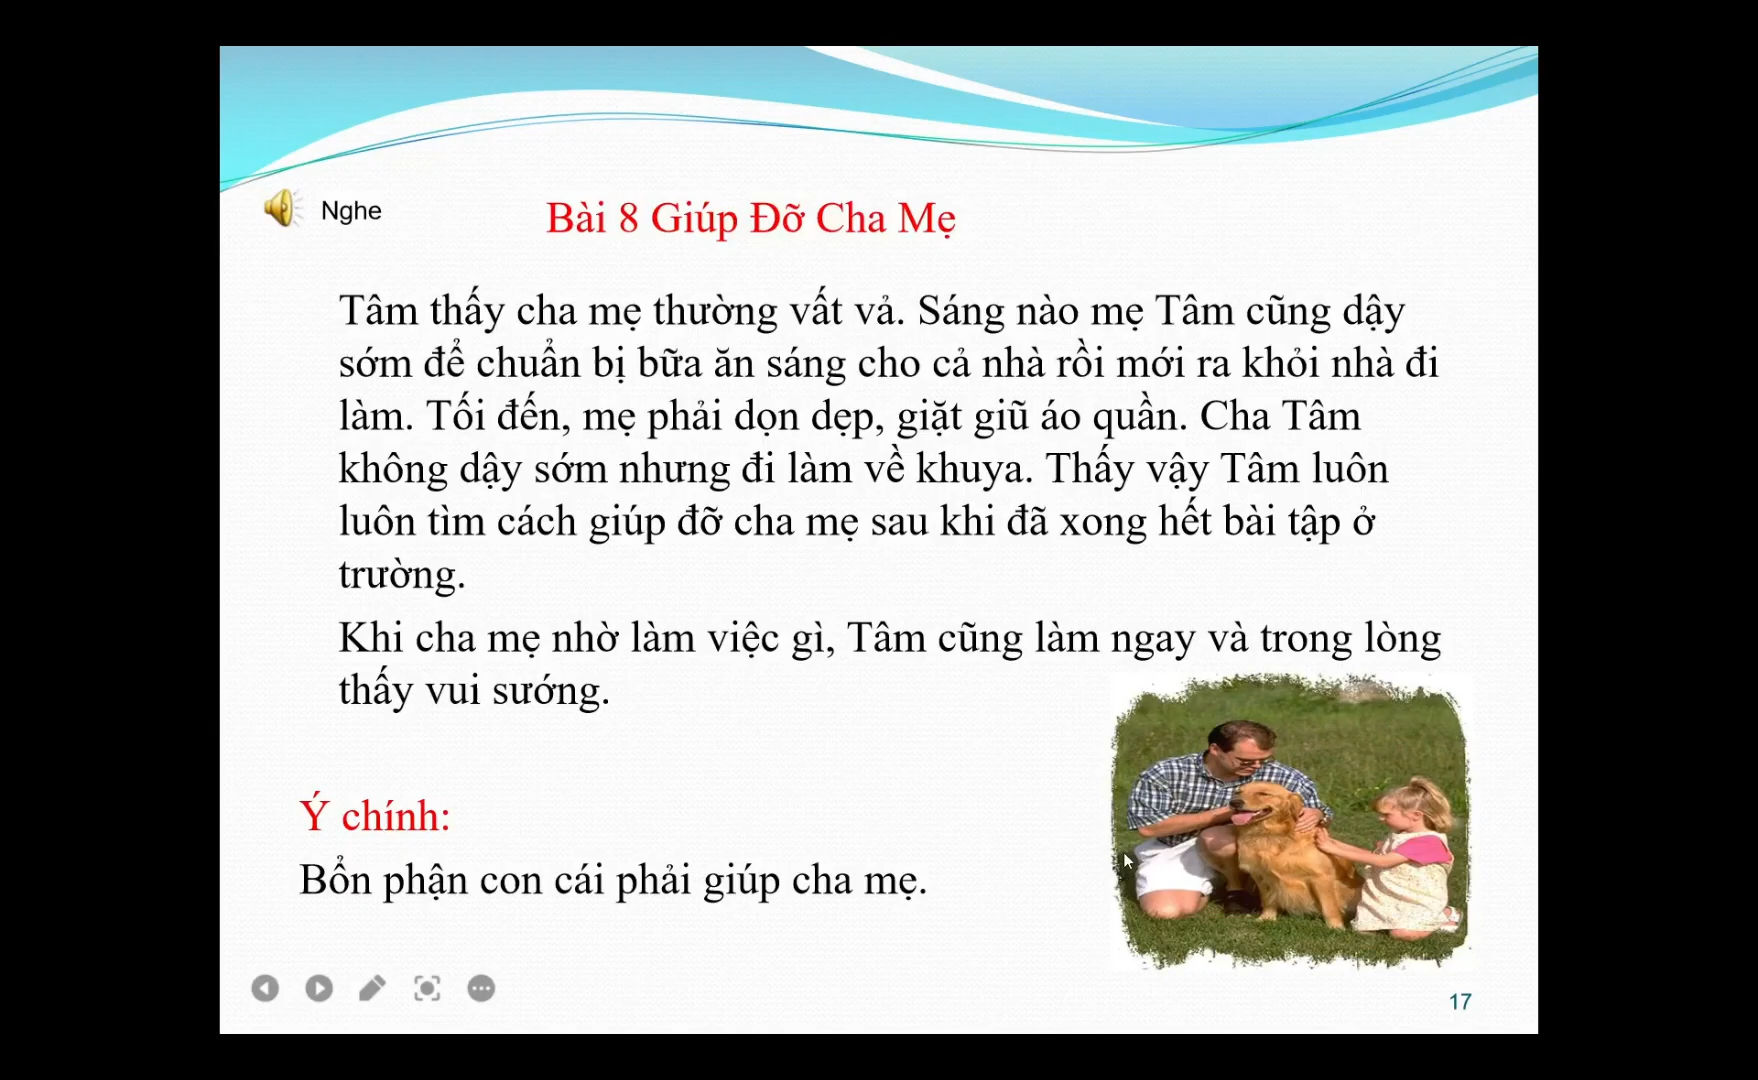 Nghe
Bài 8 Giúp Đỡ Cha Mẹ
Tâm thấy cha mẹ thường vất vả. Sáng nào mẹ Tâm cũng dậy
sớm để chuẩn bị bữa ăn sáng cho cả nhà rồi mới ra khỏi nhà đi
làm. Tối đến, mẹ phải dọn dẹp, giặt giũ áo quần. Cha Tâm
không dậy sớm nhưng đi làm về khuya. Thấy vậy Tâm luôn
luôn tìm cách giúp đỡ cha mẹ sau khi đã xong hết bài tập ở
trường.
Khi cha mẹ nhờ làm việc gì, Tâm cũng làm ngay và trong lòng
thấy vui sướng.
Ý chính:
Bổn phận con cái phải giúp cha mẹ.
17